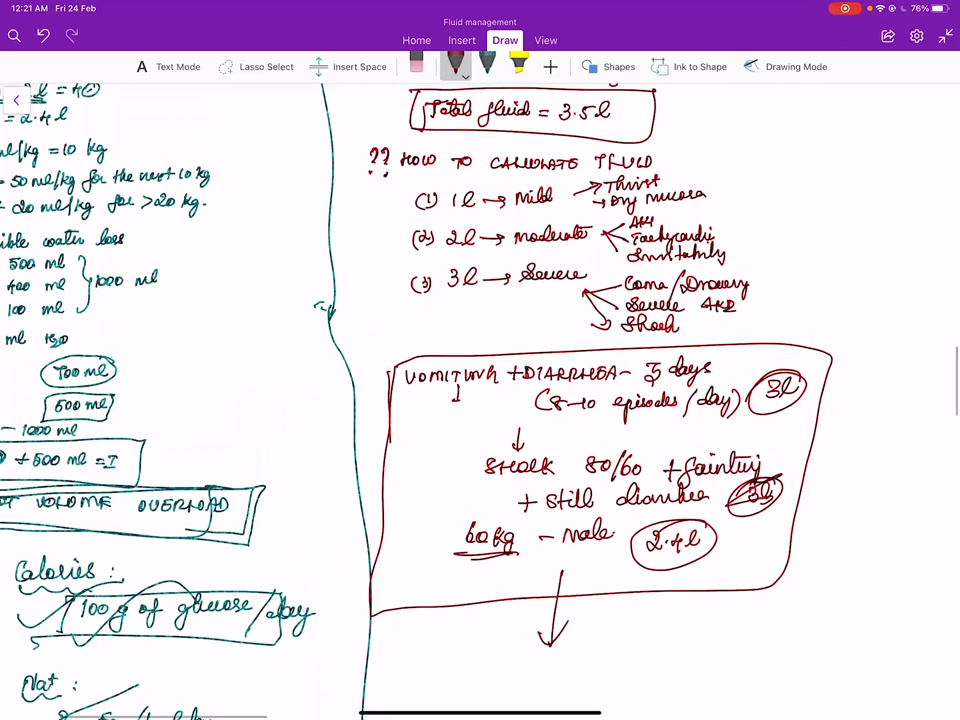 12:21 AM Fri 24 Feb
76%
Fluid management
Home Insert Draw View
Text Mode Lasso Select Insert Space Shapes Ink to Shape Drawing Mode
= 2.4 l
ml/kg = 10 kg
= 50 ml/kg for the next 10 kg
= 20 ml/kg for >20 kg.
ible water loss
500 ml
400 ml
100 ml
1000 ml
ml
700 ml
500 ml
- 1000 ml
+ 500 ml = I
VOLUME OVERLOAD
Calories :
100 g of glucose/day
Na+ :
Total fluid = 3.5 l
?? HOW TO CALCULATE FLUID
(1) 1 l → Mild → Thirst
→ Dry mucosa
(2) 2 l → moderate AKI
Tachycardic
Irritability
(3) 3 l → Severe
Coma/Drowsy
Severe AKI
Shock
VOMITING + DIARRHEA - 5 days
(8-10 episodes/day) 3l
↓
Shock 80/60 + fainting
+ still diarrhea 3l
60 kg - male 2.4 l